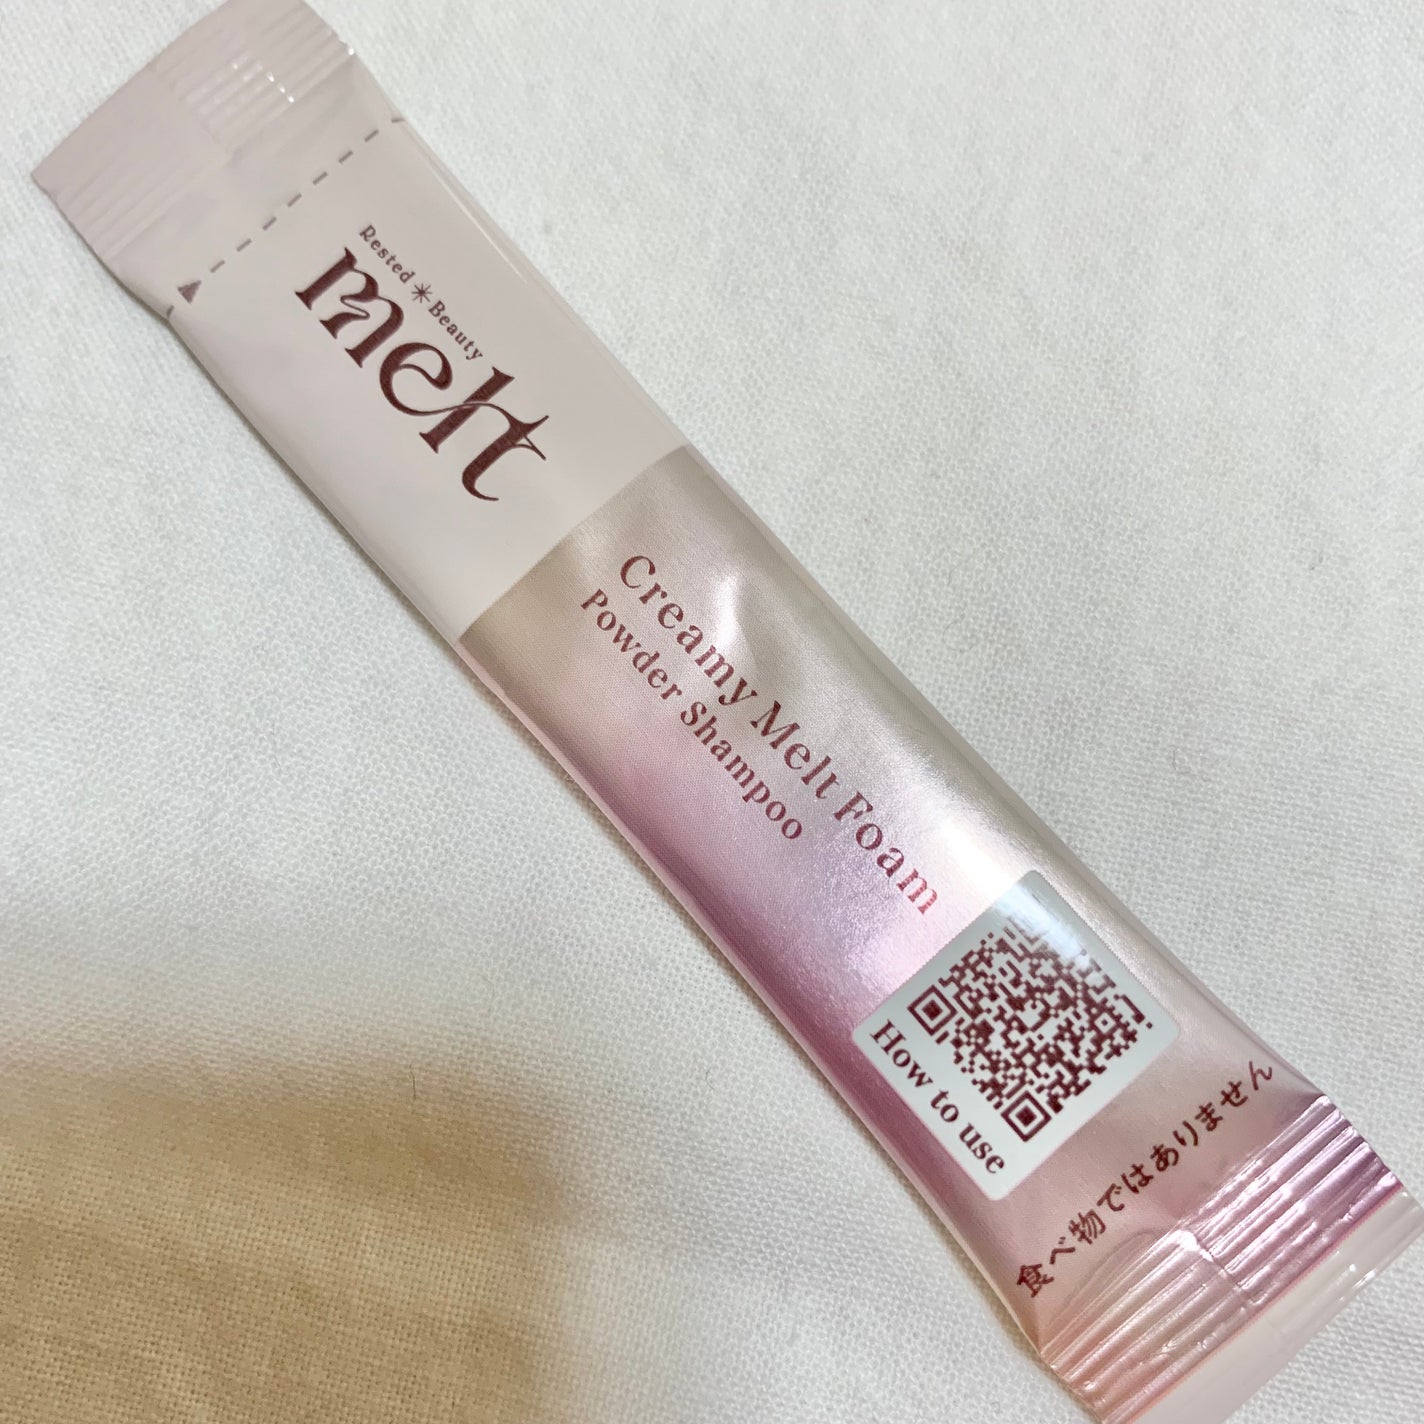 Rested Beauty
melt
Creamy Melt Foam
Powder Shampoo
How to use
食べ物ではありません